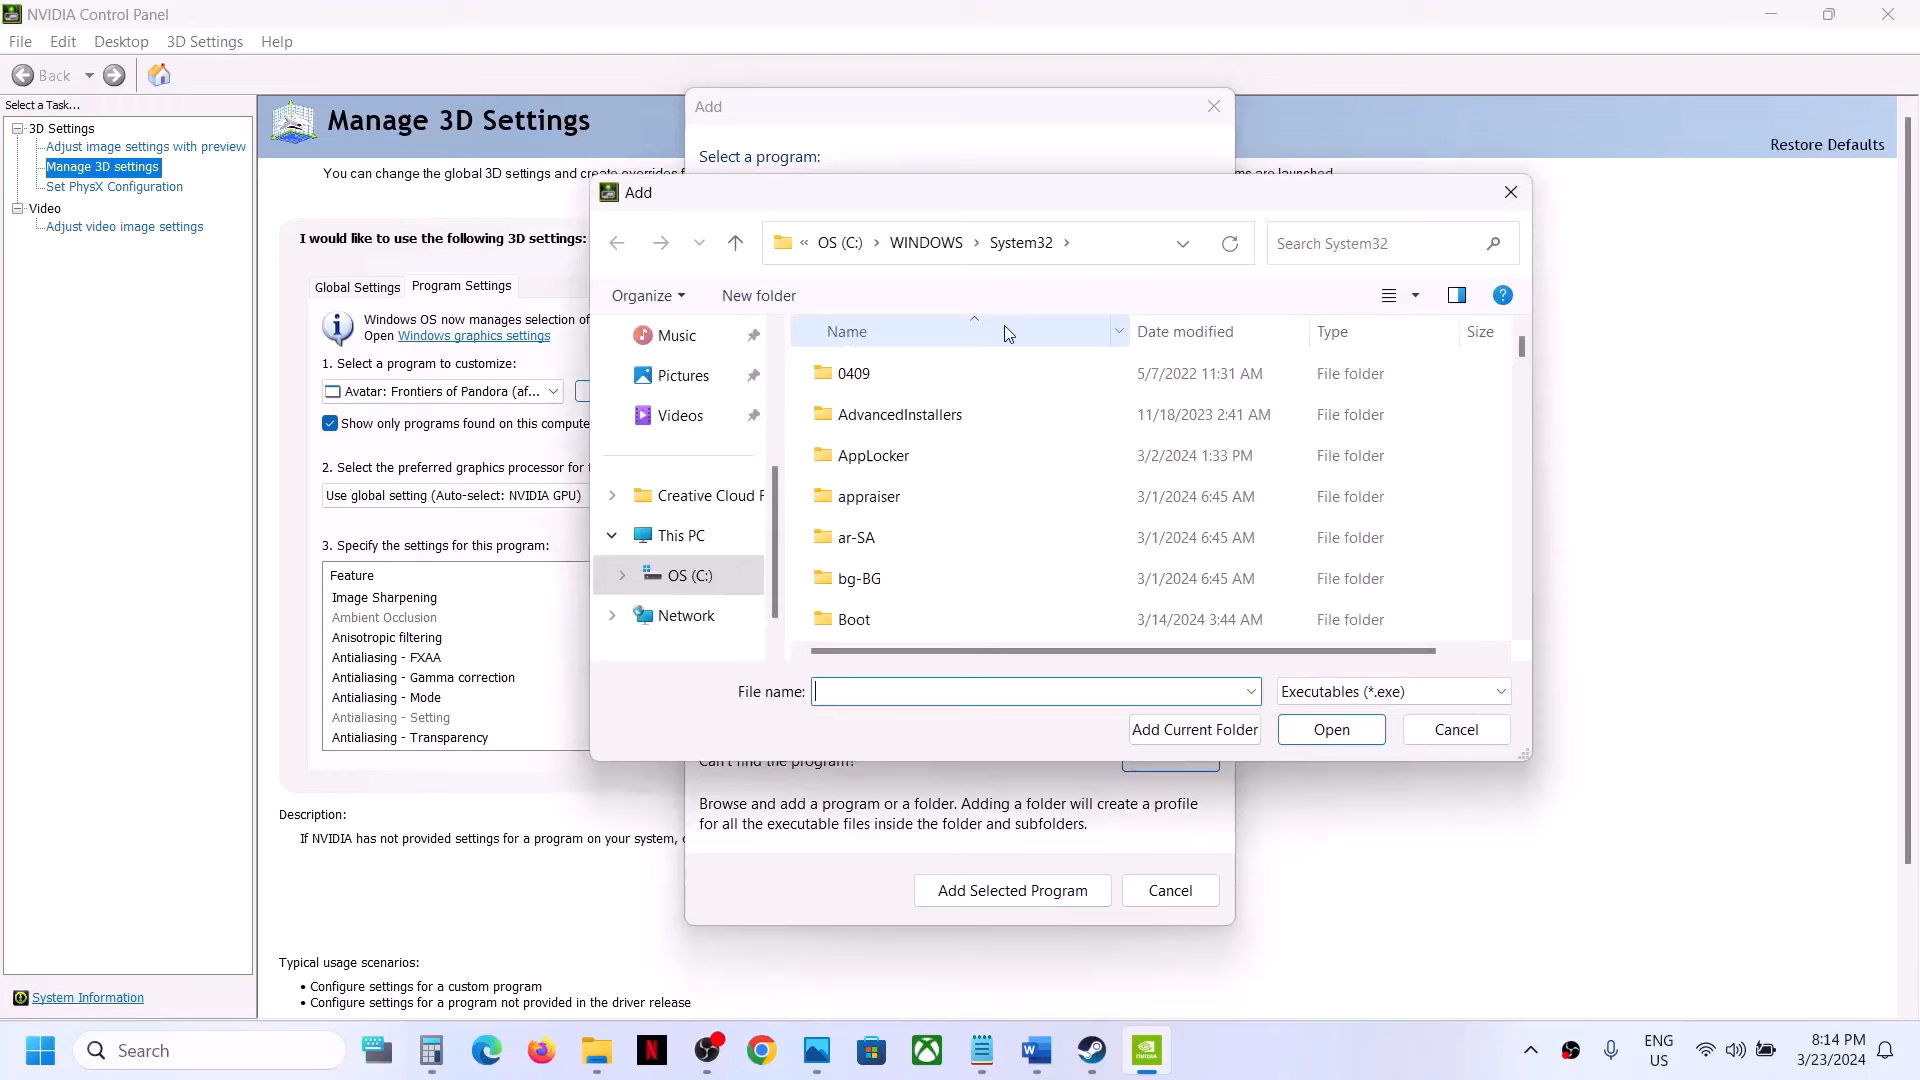 NVIDIA Control Panel
File Edit Desktop 3D Settings Help
Back
Select a Task...
3D Settings
Adjust image settings with preview
Manage 3D settings
Set PhysX Configuration
Video
Adjust video image settings
System Information
Manage 3D Settings
Restore Defaults
You can change the global 3D settings and create overrides f
ms are launched.
I would like to use the following 3D settings:
Global Settings Program Settings
Windows OS now manages selection of
Open Windows graphics settings
1. Select a program to customize:
Avatar: Frontiers of Pandora (af...
Show only programs found on this compute
2. Select the preferred graphics processor for
Use global setting (Auto-select: NVIDIA GPU)
3. Specify the settings for this program:
Feature
Image Sharpening
Ambient Occlusion
Anisotropic filtering
Antialiasing - FXAA
Antialiasing - Gamma correction
Antialiasing - Mode
Antialiasing - Setting
Antialiasing - Transparency
Description:
If NVIDIA has not provided settings for a program on your system,
Typical usage scenarios:
• Configure settings for a custom program
• Configure settings for a program not provided in the driver release
Add
Select a program:
Add
« OS (C:) › WINDOWS › System32 ›
Search System32
Organize New folder
Music
Pictures
Videos
Creative Cloud F
This PC
OS (C:)
Network
Name Date modified Type Size
0409 5/7/2022 11:31 AM File folder
AdvancedInstallers 11/18/2023 2:41 AM File folder
AppLocker 3/2/2024 1:33 PM File folder
appraiser 3/1/2024 6:45 AM File folder
ar-SA 3/1/2024 6:45 AM File folder
bg-BG 3/1/2024 6:45 AM File folder
Boot 3/14/2024 3:44 AM File folder
File name: Executables (*.exe)
Add Current Folder Open Cancel
Can't find the program?
Browse and add a program or a folder. Adding a folder will create a profile
for all the executable files inside the folder and subfolders.
Add Selected Program Cancel
Search
ENG
US
8:14 PM
3/23/2024